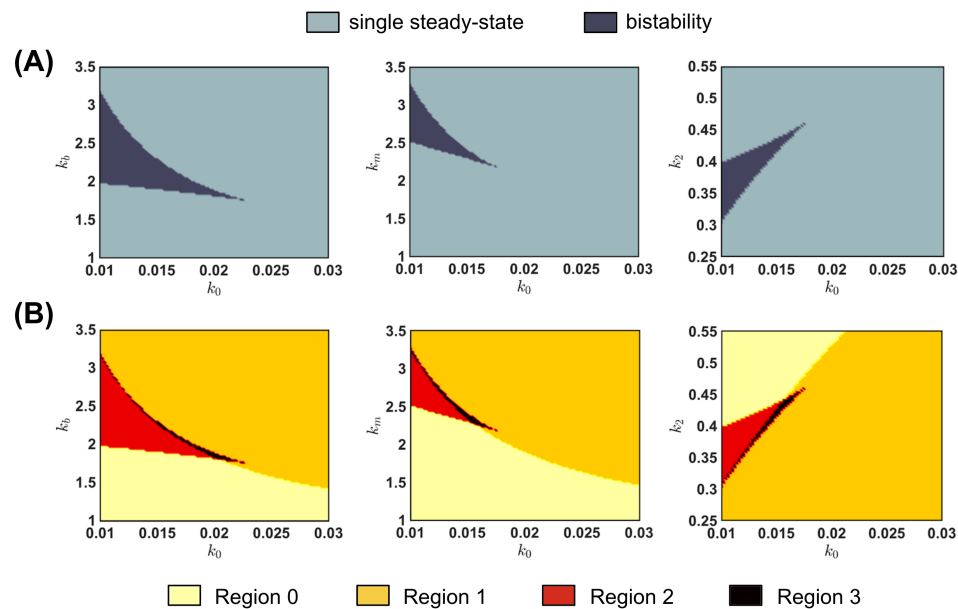 single steady-state bistability
(A)
3.5 3 2.5 2 1.5 1
k_b
0.01 0.015 0.02 0.025 0.03
k_0
3.5 3 2.5 2 1.5 1
k_m
0.01 0.015 0.02 0.025 0.03
k_0
0.55 0.5 0.45 0.4 0.35 0.3 0.25
k_2
0.01 0.015 0.02 0.025 0.03
k_0
(B)
3.5 3 2.5 2 1.5 1
k_b
0.01 0.015 0.02 0.025 0.03
k_0
3.5 3 2.5 2 1.5 1
k_m
0.01 0.015 0.02 0.025 0.03
k_0
0.55 0.5 0.45 0.4 0.35 0.3 0.25
k_2
0.01 0.015 0.02 0.025 0.03
k_0
Region 0 Region 1 Region 2 Region 3